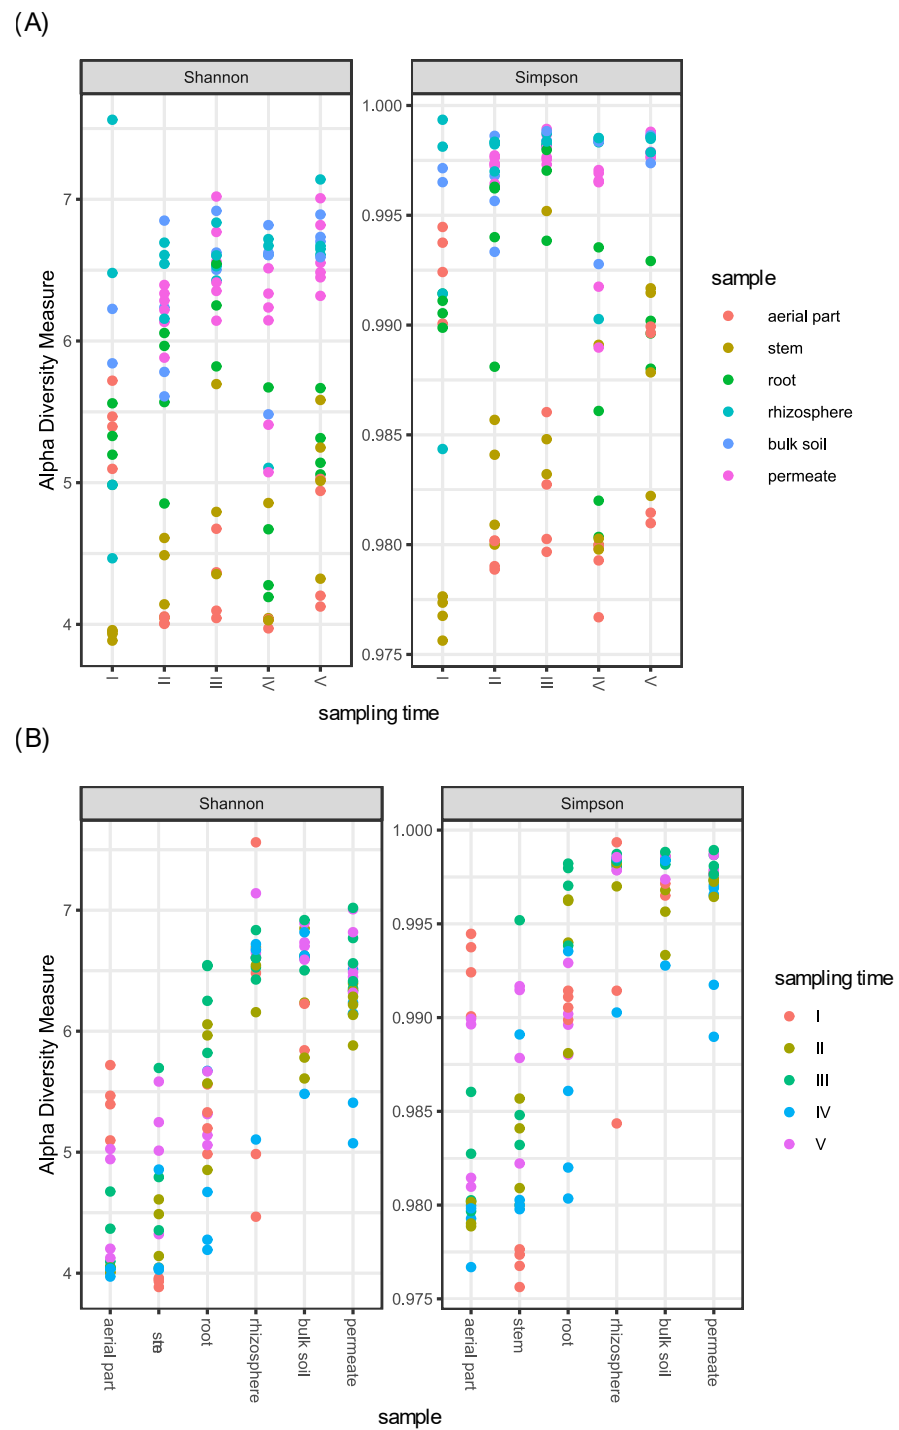 (A)
Shannon
Simpson
1.000
0.995
0.990
0.985
0.980
0.975
7
6
5
4
Alpha Diversity Measure
I
II
III
IV
V
I
II
III
IV
V
sampling time
sample
aerial part
stem
root
rhizosphere
bulk soil
permeate
(B)
Shannon
Simpson
7
6
5
4
1.000
0.995
0.990
0.985
0.980
0.975
Alpha Diversity Measure
aerial part
root
rhizosphere
bulk soil
permeate
aerial part
stem
root
rhizosphere
bulk soil
permeate
sample
sampling time
I
II
III
IV
V